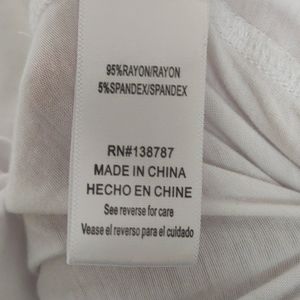 95%RAYON/RAYON
5%SPANDEX/SPANDEX
RN#138787
MADE IN CHINA
HECHO EN CHINE
See reverse for care
Vease el reverso para el cuidado